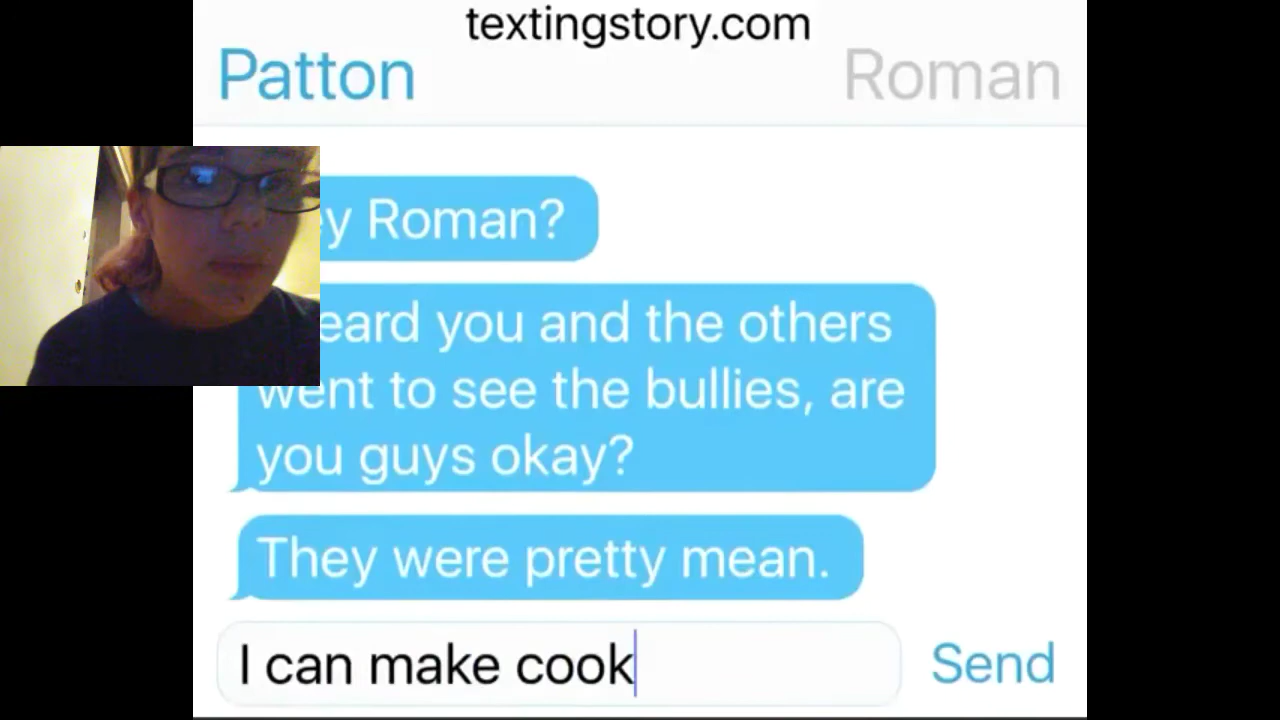 textingstory.com
Patton Roman
y Roman?
eard you and the others
went to see the bullies, are
you guys okay?
They were pretty mean.
I can make cook
Send